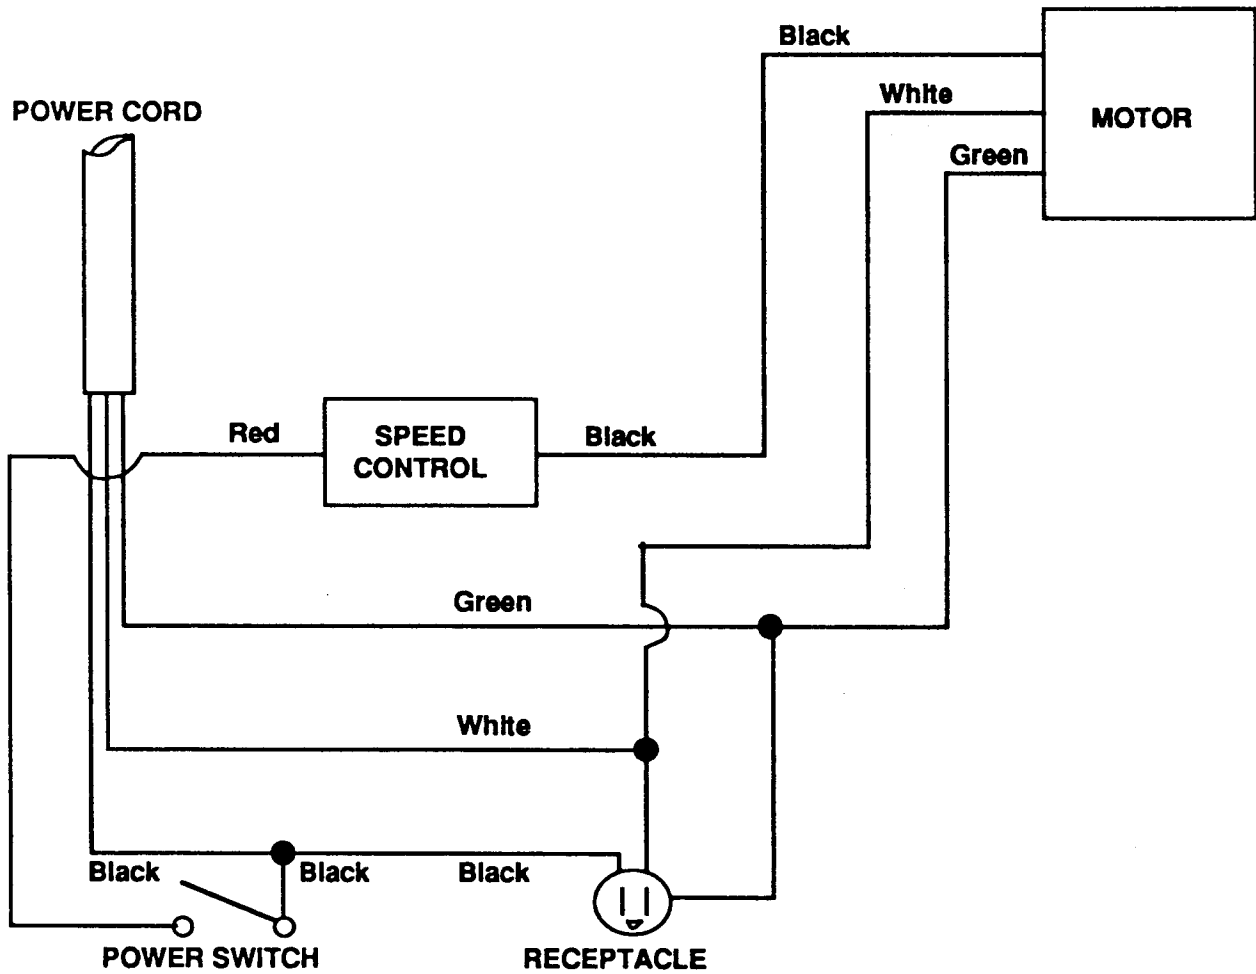 Black
White
Green
MOTOR
POWER CORD
Red
SPEED
CONTROL
Black
Green
White
Black
Black
Black
POWER SWITCH
RECEPTACLE